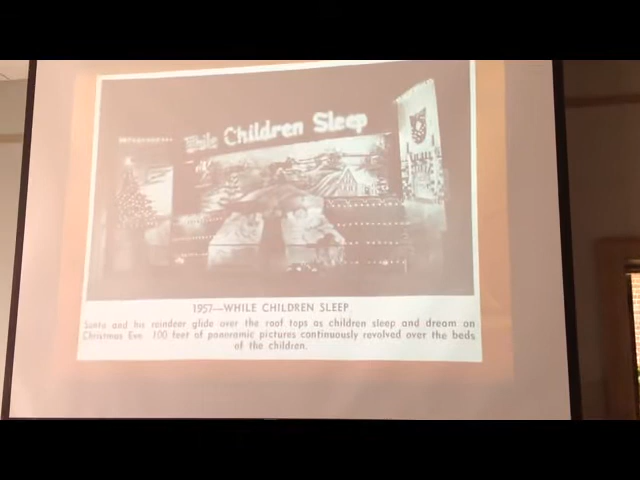 While Children Sleep
1957—WHILE CHILDREN SLEEP
Santa and his reindeer glide over the roof tops as children sleep and dream on
Christmas Eve. 100 feet of panoramic pictures continuously revolved over the beds
of the children.